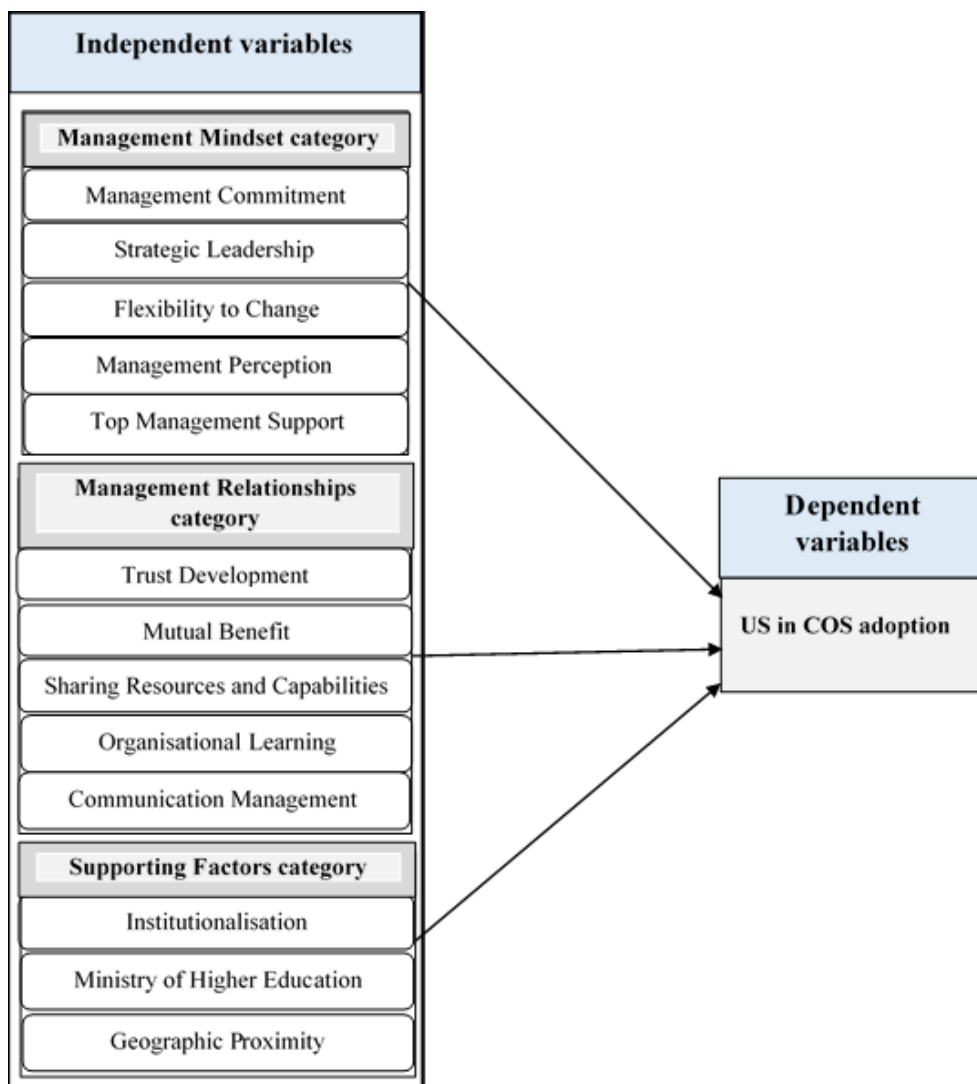 Independent variables
Management Mindset category
Management Commitment
Strategic Leadership
Flexibility to Change
Management Perception
Top Management Support
Management Relationships
category
Trust Development
Mutual Benefit
Sharing Resources and Capabilities
Organisational Learning
Communication Management
Supporting Factors category
Institutionalisation
Ministry of Higher Education
Geographic Proximity
Dependent
variables
US in COS adoption